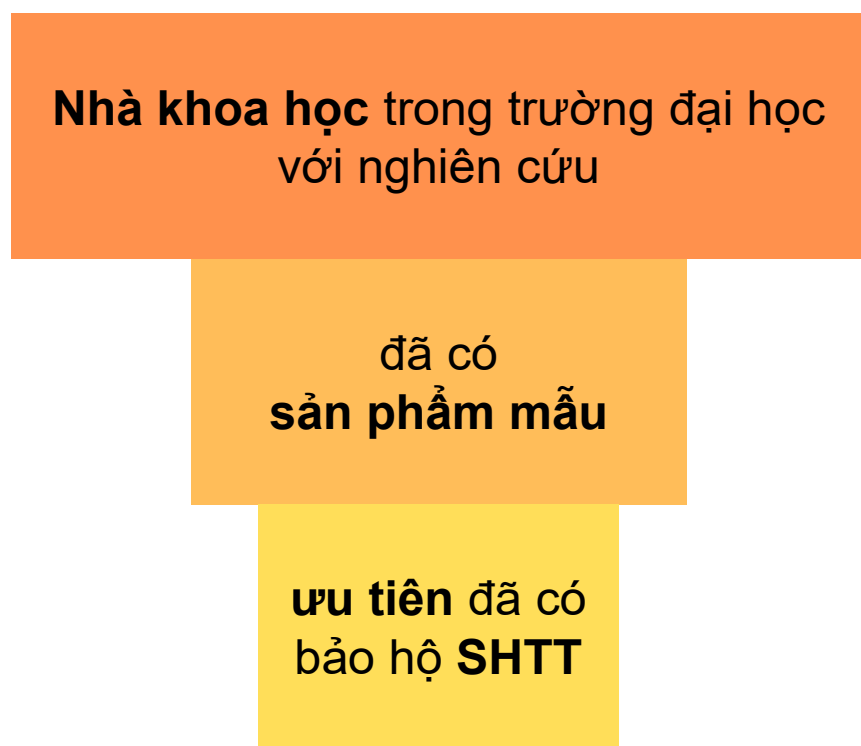 Nhà khoa học trong trường đại học
với nghiên cứu
đã có
sản phẩm mẫu
ưu tiên đã có
bảo hộ SHTT